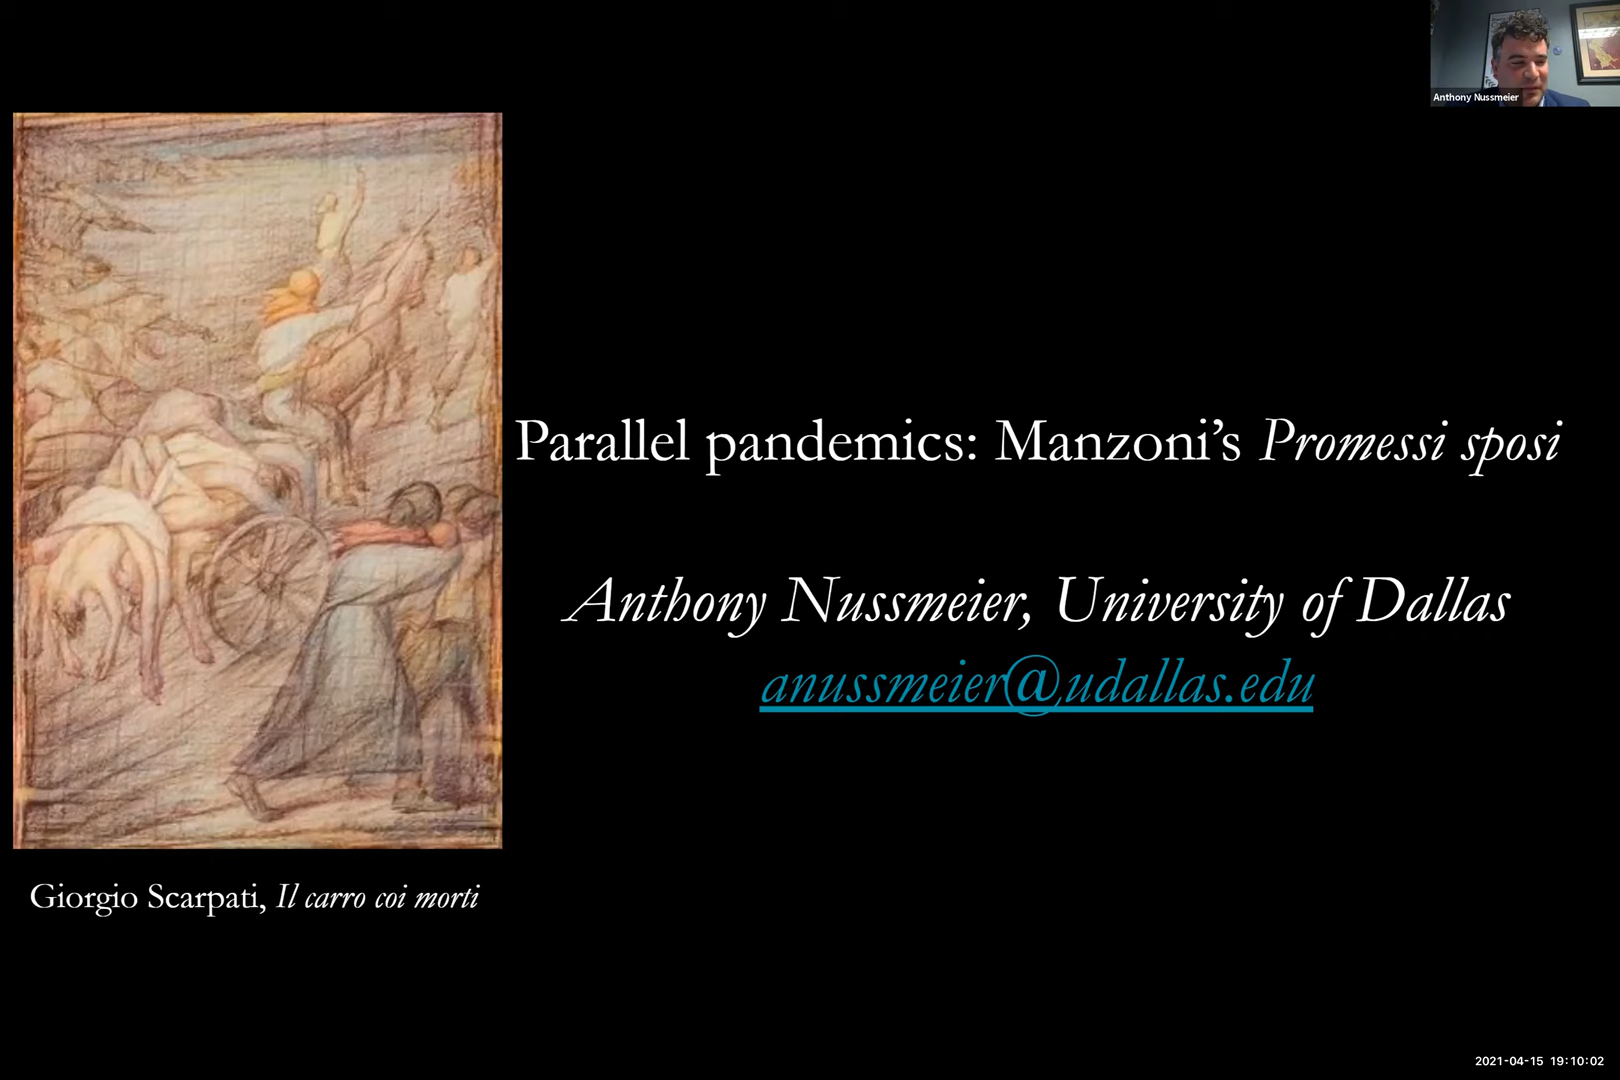 Anthony Nussmeier
Parallel pandemics: Manzoni’s Promessi sposi
Anthony Nussmeier, University of Dallas
anussmeier@udallas.edu
Giorgio Scarpati, Il carro coi morti
2021-04-15 19:10:02